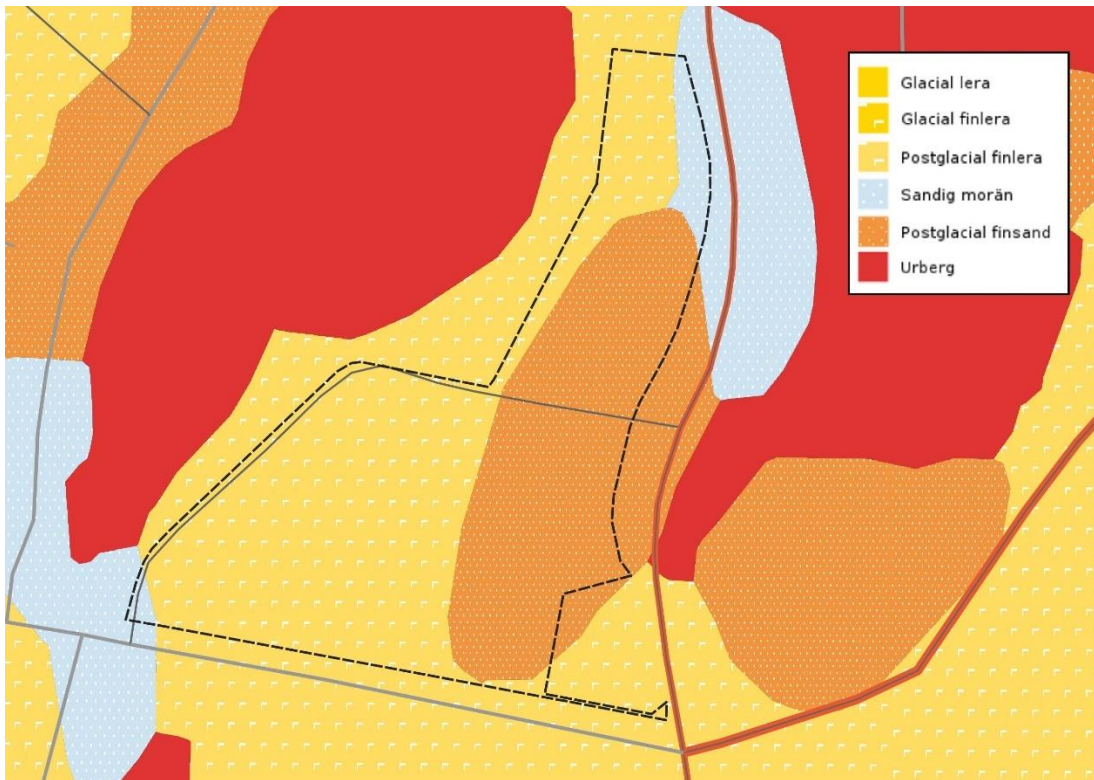 Glacial lera
Glacial finlera
Postglacial finlera
Sandig morän
Postglacial finsand
Urberg